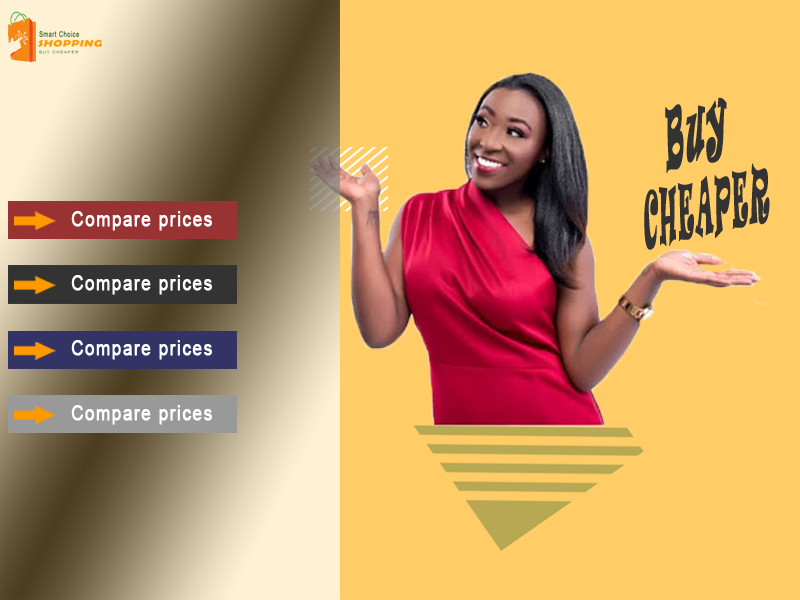 Smart Choice
SHOPPING
BUY CHEAPER
Compare prices
Compare prices
Compare prices
Compare prices
BUY
CHEAPER